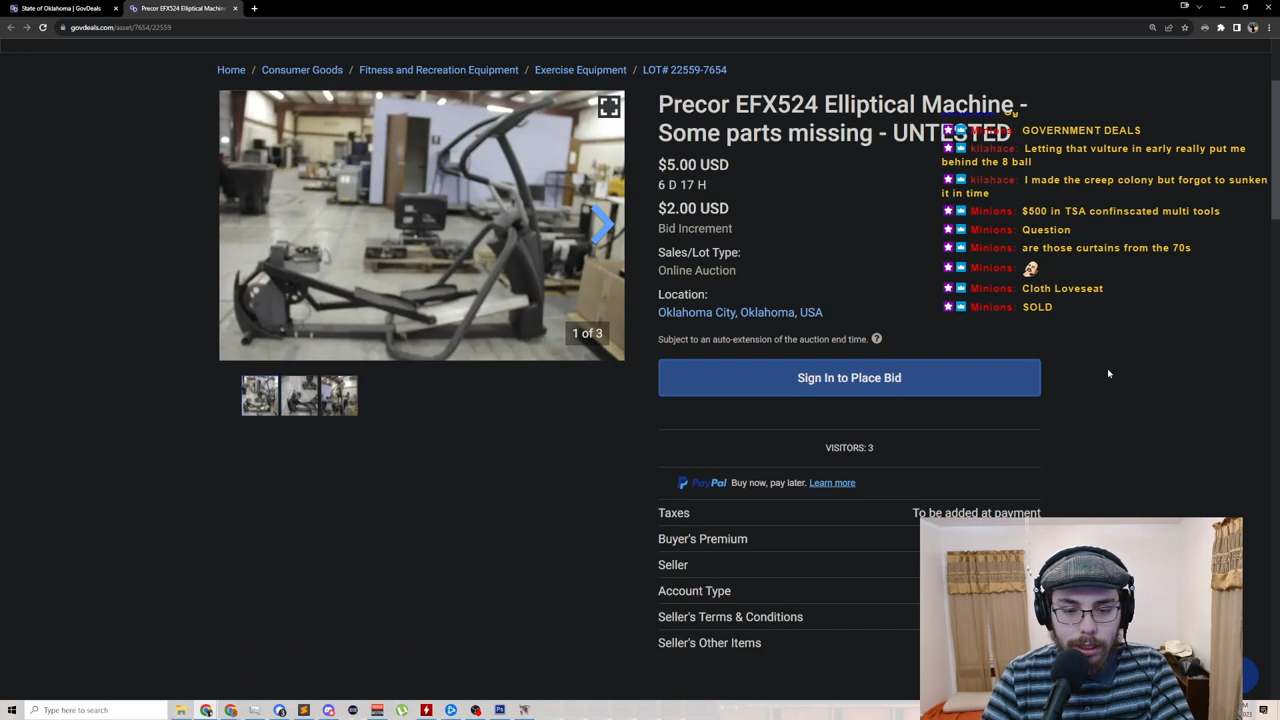 State of Oklahoma | GovDeals
Precor EFX524 Elliptical Machine
govdeals.com/asset/7654/22559
Home / Consumer Goods / Fitness and Recreation Equipment / Exercise Equipment / LOT# 22559-7654
1 of 3
Precor EFX524 Elliptical Machine -
Some parts missing - UNTESTED
$5.00 USD
6 D 17 H
$2.00 USD
Bid Increment
Sales/Lot Type:
Online Auction
Location:
Oklahoma City, Oklahoma, USA
Subject to an auto-extension of the auction end time. ?
Sign In to Place Bid
VISITORS: 3
PayPal Buy now, pay later. Learn more
Taxes To be added at payment
Buyer's Premium
Seller
Account Type
Seller's Terms & Conditions
Seller's Other Items
Minions: GOVERNMENT DEALS
kilahace: Letting that vulture in early really put me
behind the 8 ball
kilahace: I made the creep colony but forgot to sunken
it in time
Minions: $500 in TSA confinscated multi tools
Minions: Question
Minions: are those curtains from the 70s
Minions:
Minions: Cloth Loveseat
Minions: SOLD
Type here to search